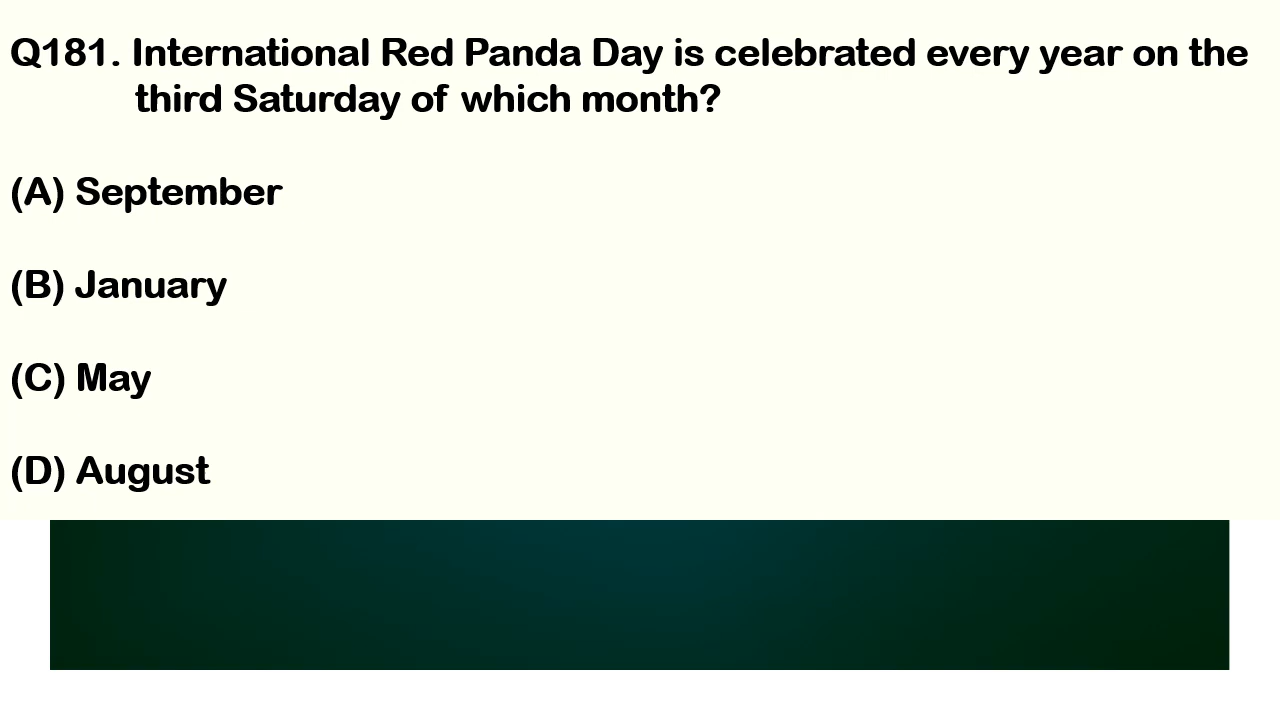 Q181. International Red Panda Day is celebrated every year on the
third Saturday of which month?
(A) September
(B) January
(C) May
(D) August